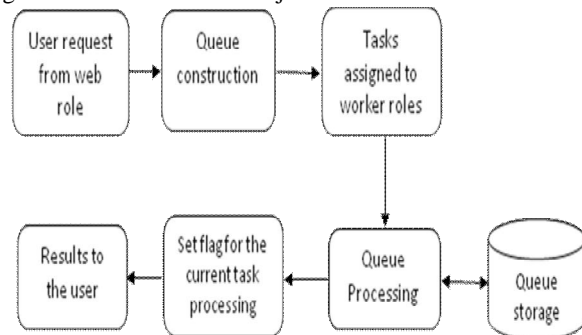 User request
from web
role
Queue
construction
Tasks
assigned to
worker roles
Results to
the user
Set flag for the
current task
processing
Queue
Processing
Queue
storage